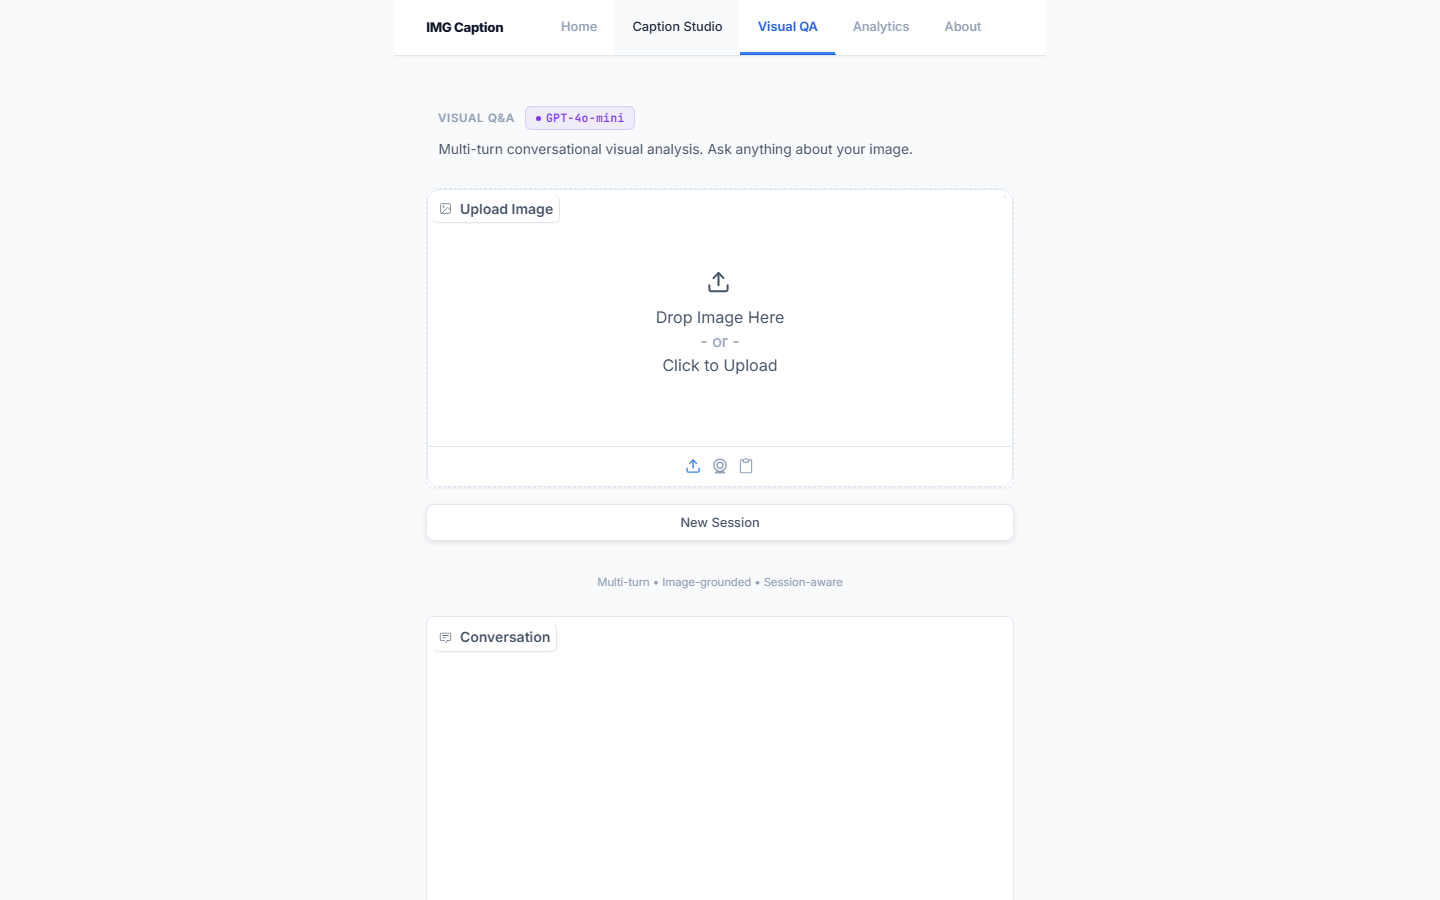 IMG Caption Home Caption Studio Visual QA Analytics About
VISUAL Q&A GPT-4o-mini
Multi-turn conversational visual analysis. Ask anything about your image.
Upload Image
Drop Image Here
- or -
Click to Upload
New Session
Multi-turn • Image-grounded • Session-aware
Conversation